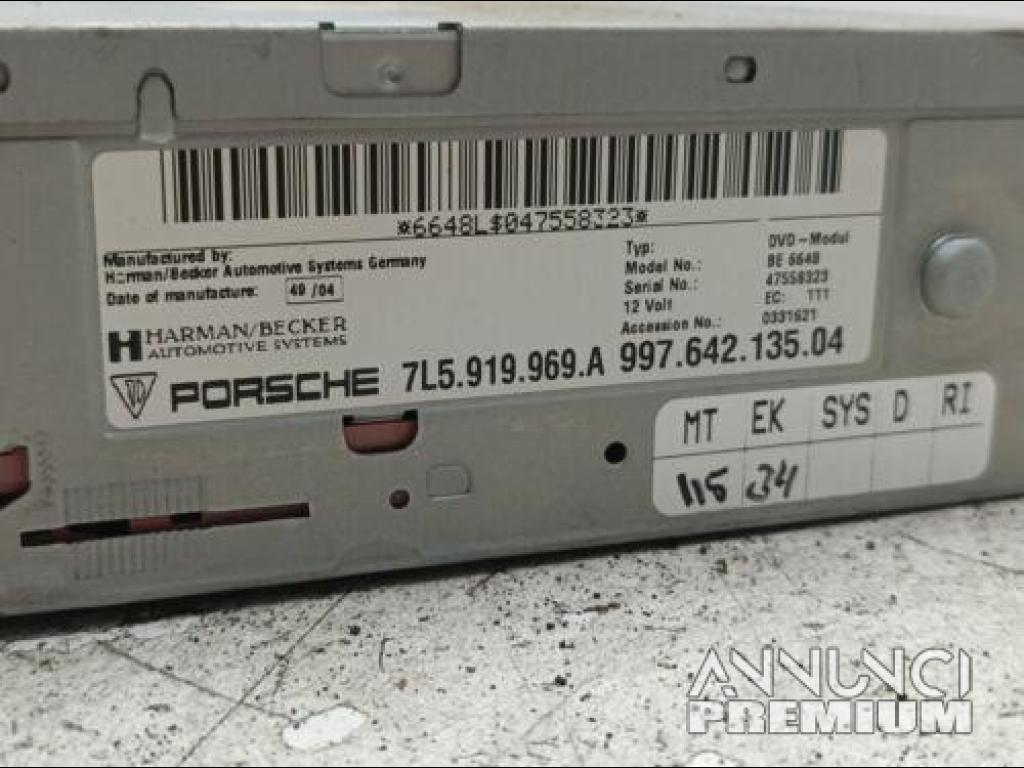 *6648L$047558323*
Manufactured by:
Harman/Becker Automotive Systems Germany
Date of manufacture: 49/04
HARMAN/BECKER
AUTOMOTIVE SYSTEMS
Typ: DVD-Modul
Model No.: BE 6648
Serial No.: 47558323
12 Volt EC: 111
Accession No.: 0331621
PORSCHE 7L5.919.969.A 997.642.135.04
MT EK SYS D RI
115 34
ANNUNCI
PREMIUM